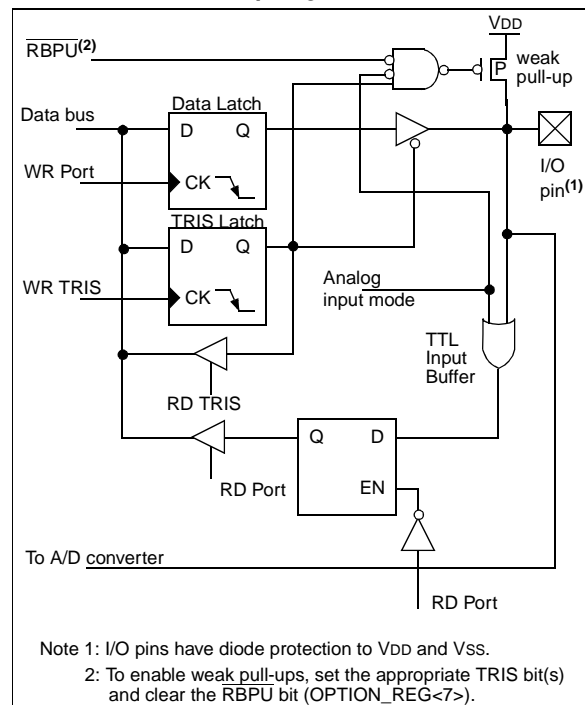 VDD
RBPU(2)
weak
pull-up
P
Data Latch
Data bus
D Q
I/O
pin(1)
WR Port
CK
TRIS Latch
D Q
WR TRIS
CK
Analog
input mode
TTL
Input
Buffer
RD TRIS
Q D
RD Port
EN
To A/D converter
RD Port
Note 1: I/O pins have diode protection to VDD and VSS.
2: To enable weak pull-ups, set the appropriate TRIS bit(s)
and clear the RBPU bit (OPTION_REG<7>).